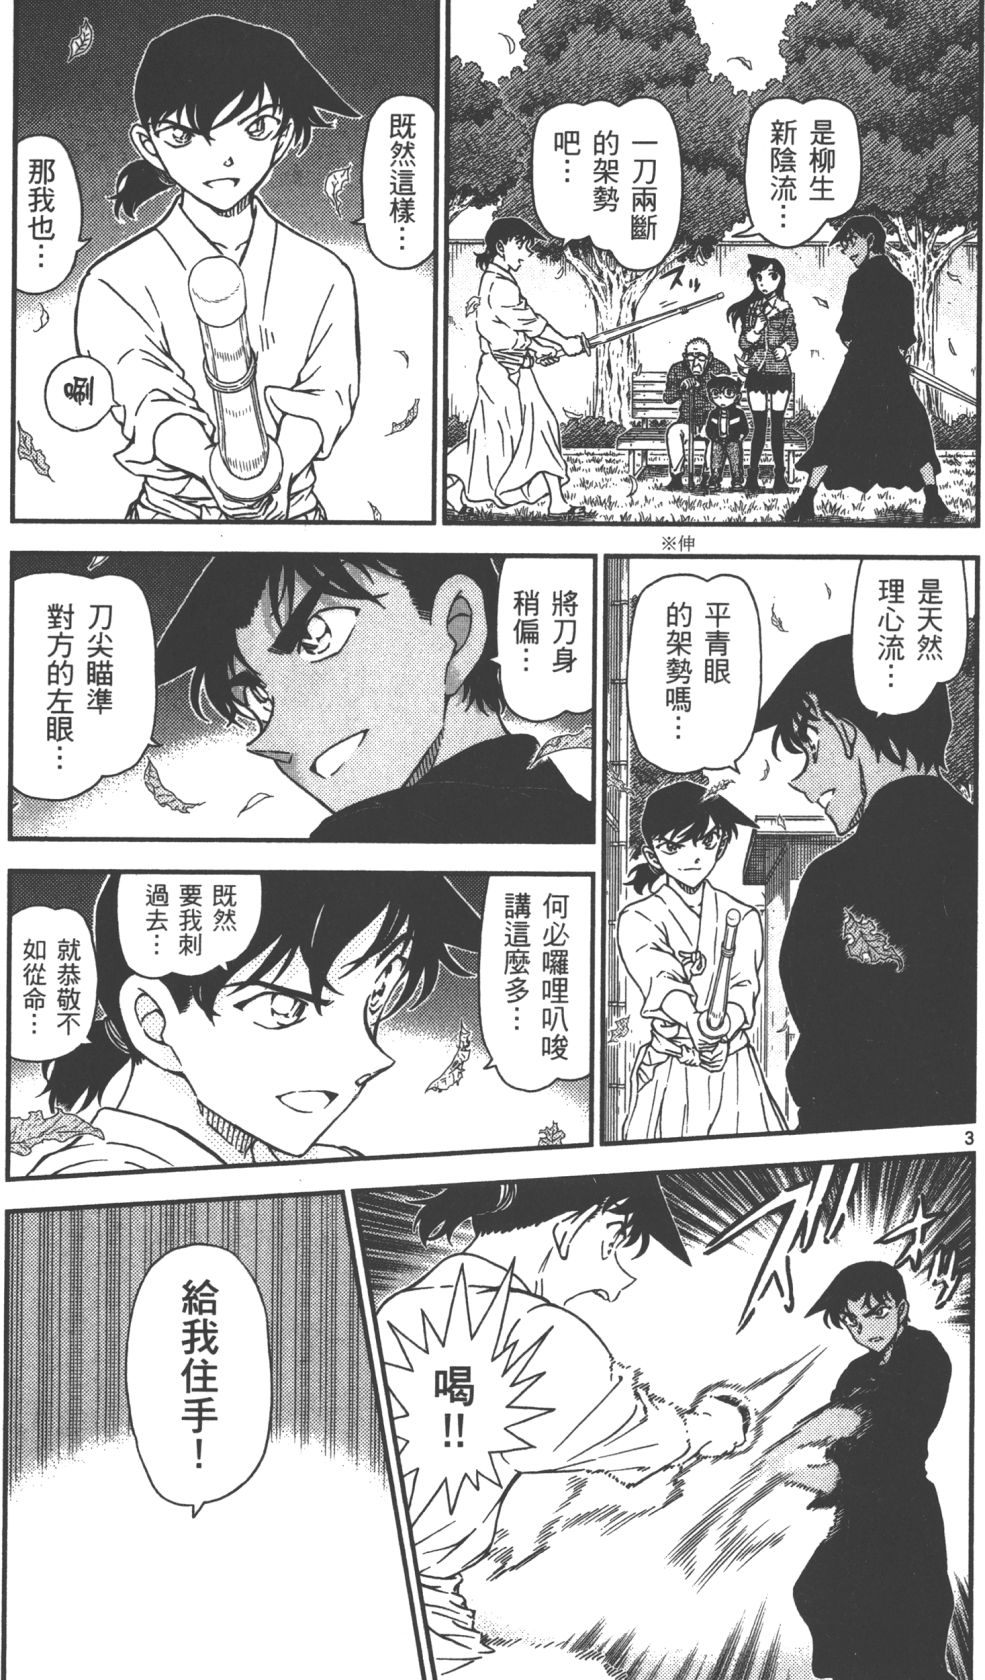 是柳生
新陰流…
一刀兩斷
的架勢
吧…
スッ
※伸
既然這樣…
那我也…
唰
是天然
理心流…
平青眼
的架勢嗎…
將刀身
稍偏…
刀尖瞄準
對方的左眼…
何必囉哩叭唆
講這麼多…
既然
要我刺
過去…
就恭敬不
如從命…
3
喝!!
給我住手！